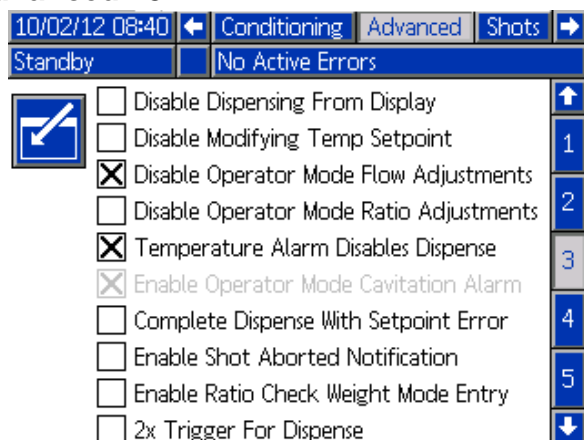 10/02/12 08:40 Conditioning Advanced Shots
Standby No Active Errors
Disable Dispensing From Display
Disable Modifying Temp Setpoint
Disable Operator Mode Flow Adjustments
Disable Operator Mode Ratio Adjustments
Temperature Alarm Disables Dispense
Enable Operator Mode Cavitation Alarm
Complete Dispense With Setpoint Error
Enable Shot Aborted Notification
Enable Ratio Check Weight Mode Entry
2x Trigger For Dispense
1
2
3
4
5